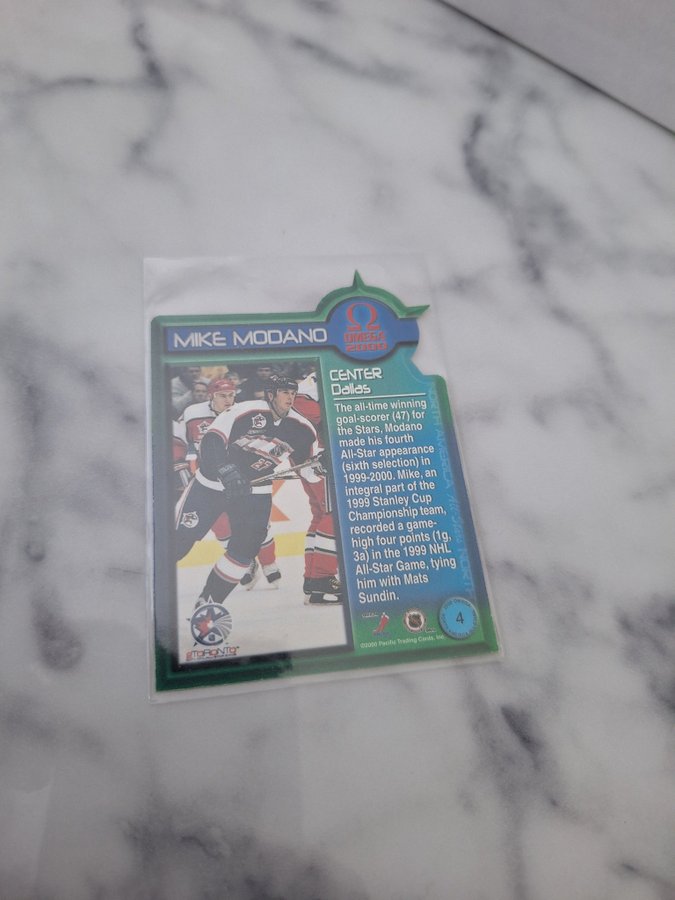 MIKE MODANO
OMEGA
2000
CENTER
Dallas
The all-time winning
goal-scorer (47) for
the Stars, Modano
made his fourth
All-Star appearance
(sixth selection) in
1999-2000. Mike, an
integral part of the
1999 Stanley Cup
Championship team,
recorded a game-
high four points (1g,
3a) in the 1999 NHL
All-Star Game, tying
him with Mats
Sundin.
4
TORONTO
©2000 Pacific Trading Cards, Inc.